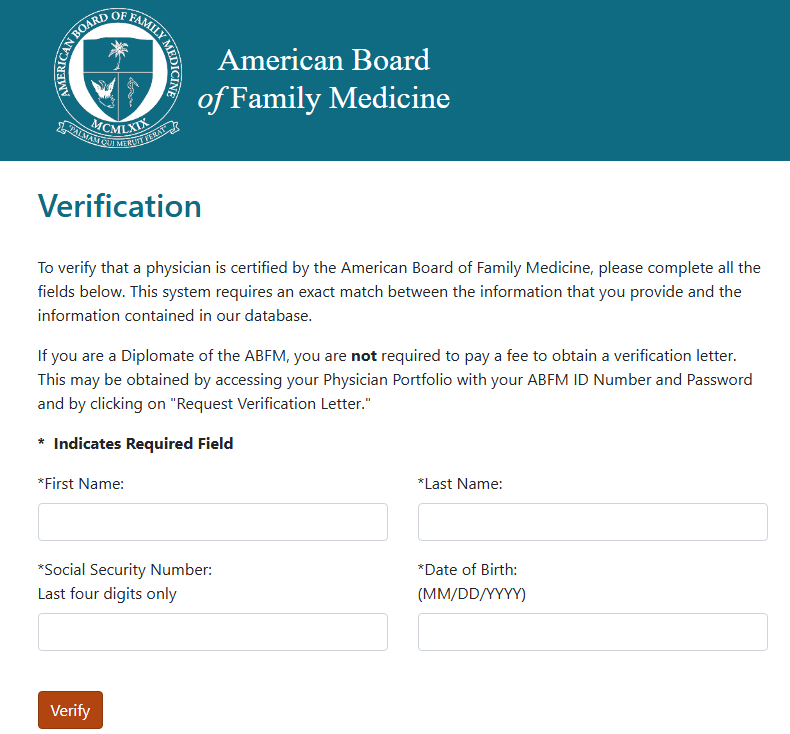 AMERICAN BOARD OF FAMILY MEDICINE
MCMLXIX
"PALMAM QUI MERUIT FERAT"
American Board
of Family Medicine
Verification
To verify that a physician is certified by the American Board of Family Medicine, please complete all the
fields below. This system requires an exact match between the information that you provide and the
information contained in our database.
If you are a Diplomate of the ABFM, you are not required to pay a fee to obtain a verification letter.
This may be obtained by accessing your Physician Portfolio with your ABFM ID Number and Password
and by clicking on "Request Verification Letter."
* Indicates Required Field
*First Name:
*Last Name:
*Social Security Number:
Last four digits only
*Date of Birth:
(MM/DD/YYYY)
Verify